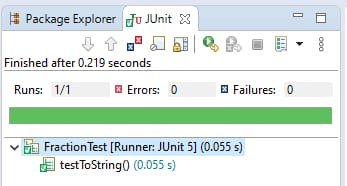 Package Explorer JUnit
Finished after 0.219 seconds
Runs: 1/1 Errors: 0 Failures: 0
FractionTest [Runner: JUnit 5] (0.055 s)
testToString() (0.055 s)